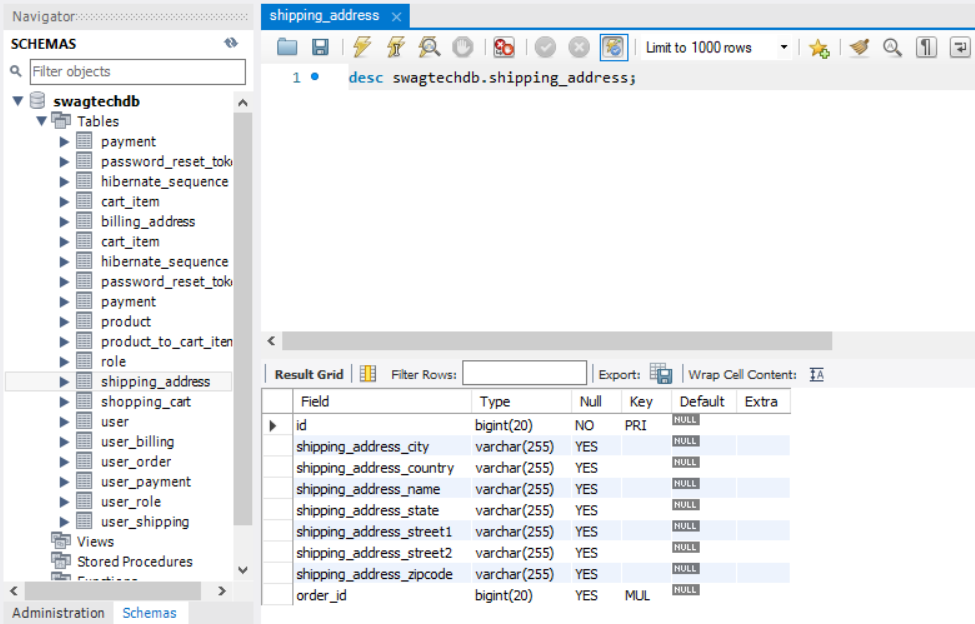 Navigator
SCHEMAS
Filter objects
swagtechdb
Tables
payment
password_reset_tok
hibernate_sequence
cart_item
billing_address
cart_item
hibernate_sequence
password_reset_tok
payment
product
product_to_cart_iten
role
shipping_address
shopping_cart
user
user_billing
user_order
user_payment
user_role
user_shipping
Views
Stored Procedures
Administration Schemas
shipping_address
Limit to 1000 rows
1 desc swagtechdb.shipping_address;
Result Grid Filter Rows: Export: Wrap Cell Content: IA
Field Type Null Key Default Extra
id bigint(20) NO PRI NULL
shipping_address_city varchar(255) YES NULL
shipping_address_country varchar(255) YES NULL
shipping_address_name varchar(255) YES NULL
shipping_address_state varchar(255) YES NULL
shipping_address_street1 varchar(255) YES NULL
shipping_address_street2 varchar(255) YES NULL
shipping_address_zipcode varchar(255) YES NULL
order_id bigint(20) YES MUL NULL